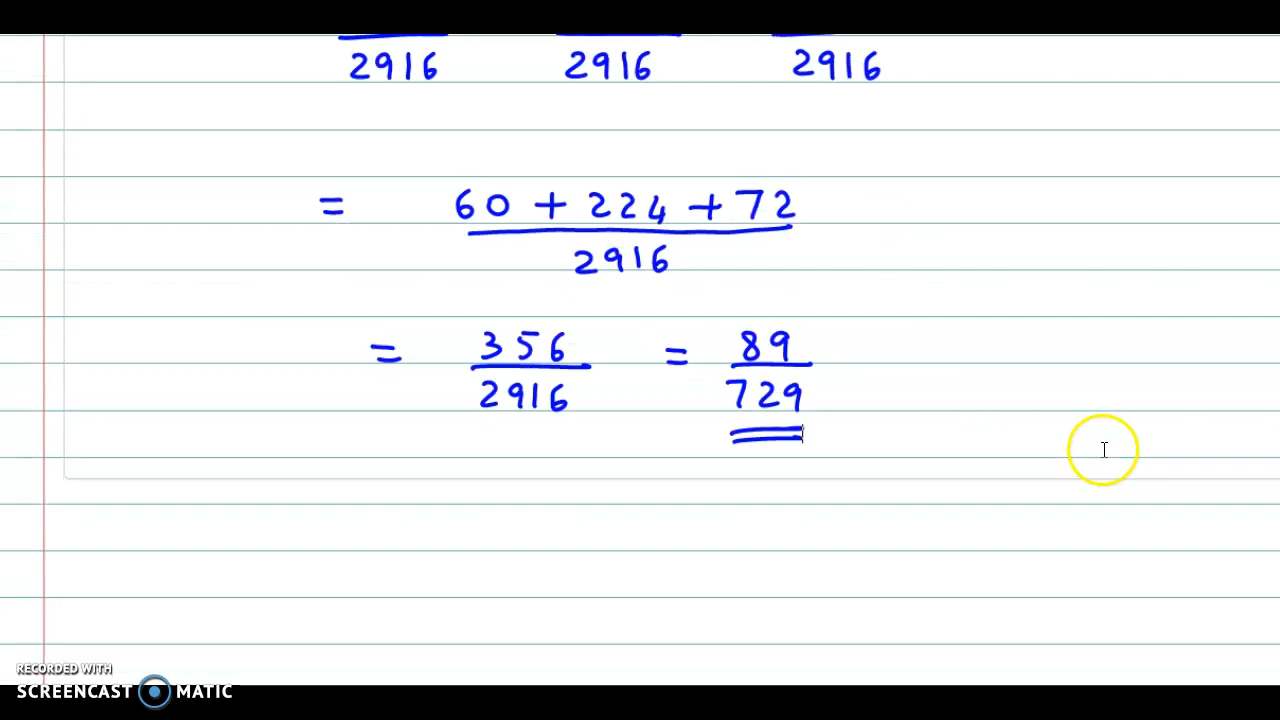 2916 2916 2916
= 60 + 224 + 72
2916
= 356 = 89
2916 729
RECORDED WITH
SCREENCAST MATIC